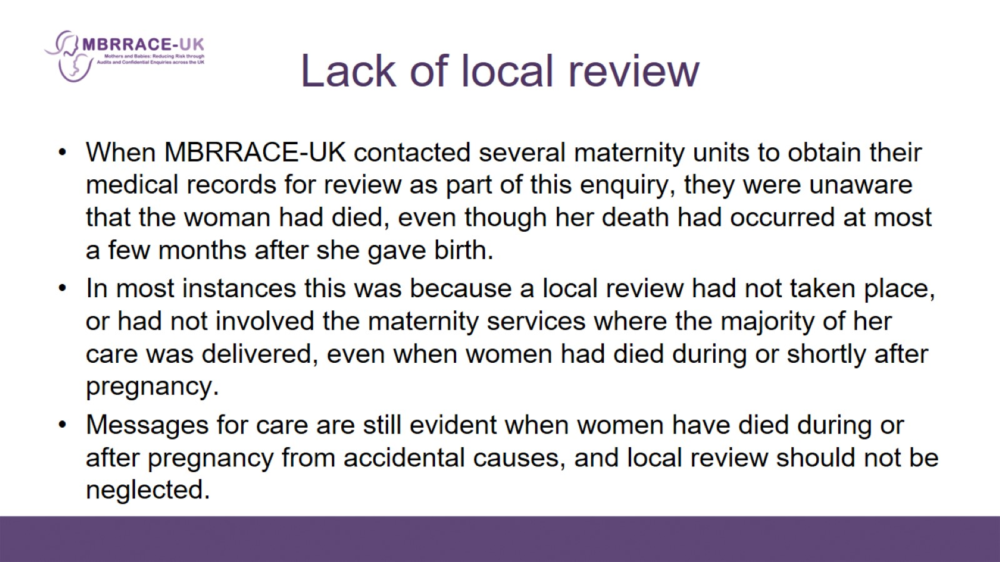 MBRRACE-UK
Mothers and Babies: Reducing Risk through
Audits and Confidential Enquiries across the UK
Lack of local review
• When MBRRACE-UK contacted several maternity units to obtain their
medical records for review as part of this enquiry, they were unaware
that the woman had died, even though her death had occurred at most
a few months after she gave birth.
• In most instances this was because a local review had not taken place,
or had not involved the maternity services where the majority of her
care was delivered, even when women had died during or shortly after
pregnancy.
• Messages for care are still evident when women have died during or
after pregnancy from accidental causes, and local review should not be
neglected.